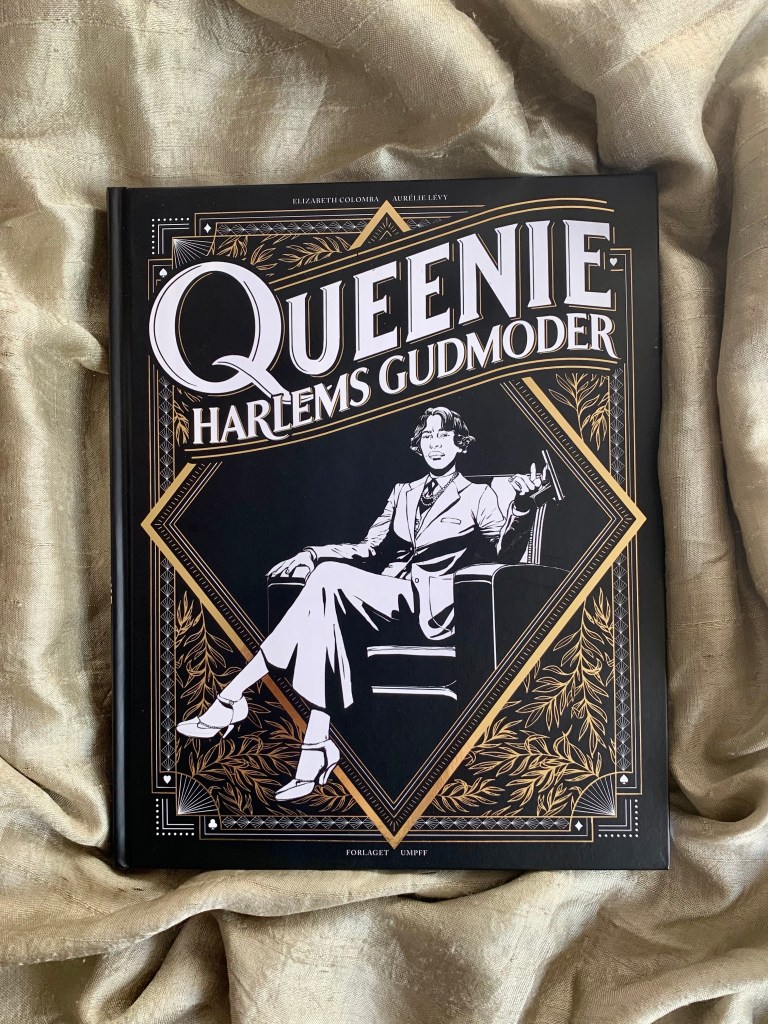 ELIZABETH COLOMBA AURÉLIE LÉVY
QUEENIE
HARLEMS GUDMODER
FORLAGET UMPFF